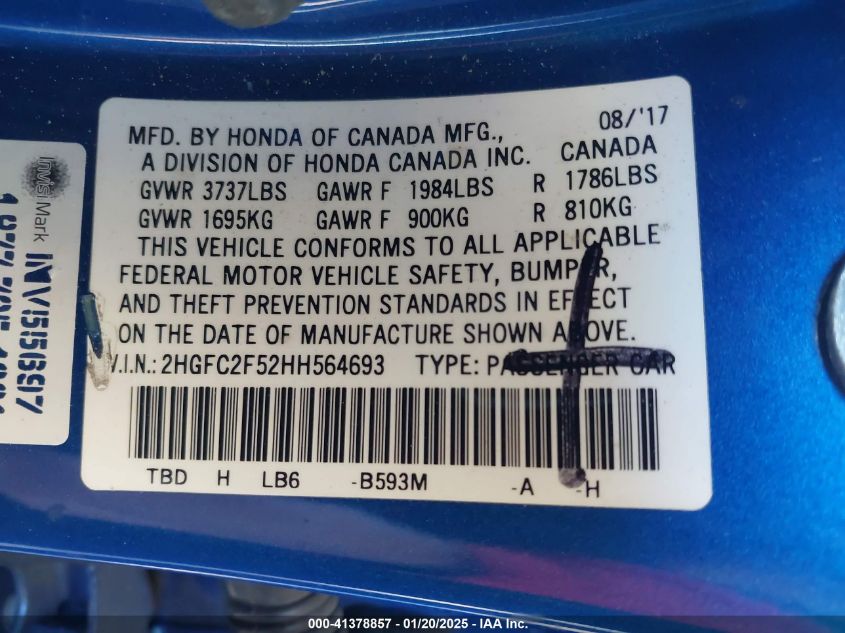 MFD. BY HONDA OF CANADA MFG., 08/'17
A DIVISION OF HONDA CANADA INC. CANADA
GVWR 3737LBS GAWR F 1984LBS R 1786LBS
GVWR 1695KG GAWR F 900KG R 810KG
THIS VEHICLE CONFORMS TO ALL APPLICABLE
FEDERAL MOTOR VEHICLE SAFETY, BUMPER,
AND THEFT PREVENTION STANDARDS IN EFFECT
ON THE DATE OF MANUFACTURE SHOWN ABOVE.
V.I.N.: 2HGFC2F52HH564693 TYPE: PASSENGER CAR
TBD H LB6 -B593M -A -H
InvisiMark
INV55697
000-41378857 - 01/20/2025 - IAA Inc.